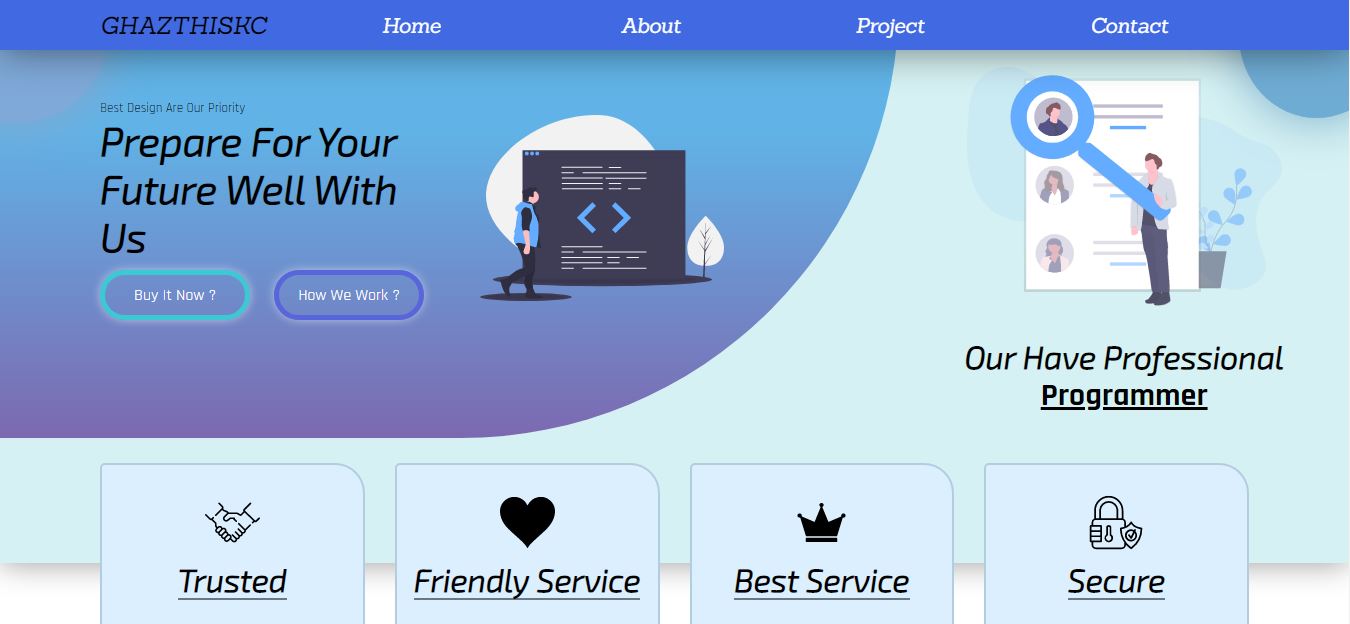 GHAZTHISKC Home About Project Contact
Best Design Are Our Priority
Prepare For Your
Future Well With
Us
Buy It Now ? How We Work ?
Our Have Professional
Programmer
Trusted Friendly Service Best Service Secure